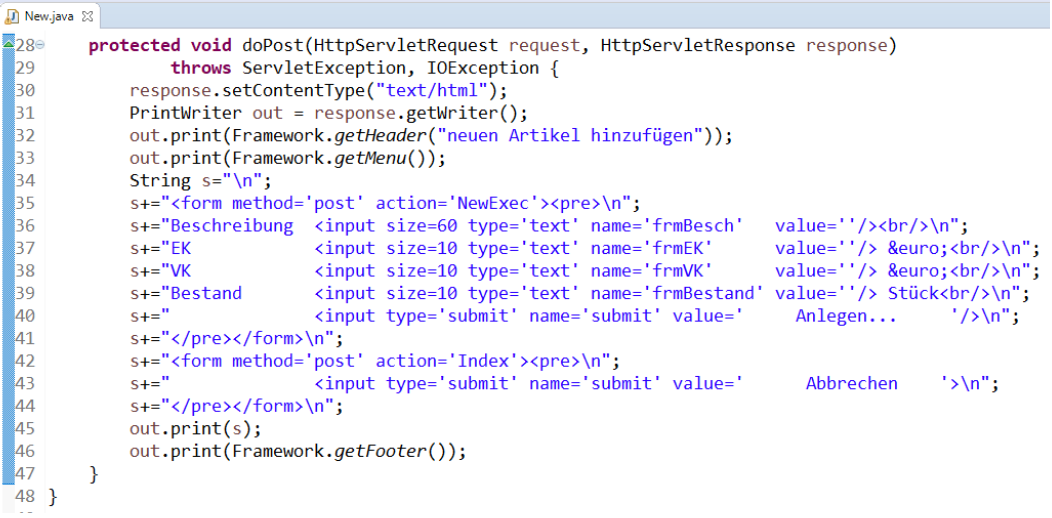 New.java
28 protected void doPost(HttpServletRequest request, HttpServletResponse response)
29 throws ServletException, IOException {
30 response.setContentType("text/html");
31 PrintWriter out = response.getWriter();
32 out.print(Framework.getHeader("neuen Artikel hinzufügen"));
33 out.print(Framework.getMenu());
34 String s="\n";
35 s+="<form method='post' action='NewExec'><pre>\n";
36 s+="Beschreibung  <input size=60 type='text' name='frmBesch'   value=''/><br/>\n";
37 s+="EK            <input size=10 type='text' name='frmEK'      value=''/> &euro;<br/>\n";
38 s+="VK            <input size=10 type='text' name='frmVK'      value=''/> &euro;<br/>\n";
39 s+="Bestand       <input size=10 type='text' name='frmBestand' value=''/> Stück<br/>\n";
40 s+="              <input type='submit' name='submit' value='     Anlegen...     '/>\n";
41 s+="</pre></form>\n";
42 s+="<form method='post' action='Index'><pre>\n";
43 s+="              <input type='submit' name='submit' value='      Abbrechen    '>\n";
44 s+="</pre></form>\n";
45 out.print(s);
46 out.print(Framework.getFooter());
47 }
48 }